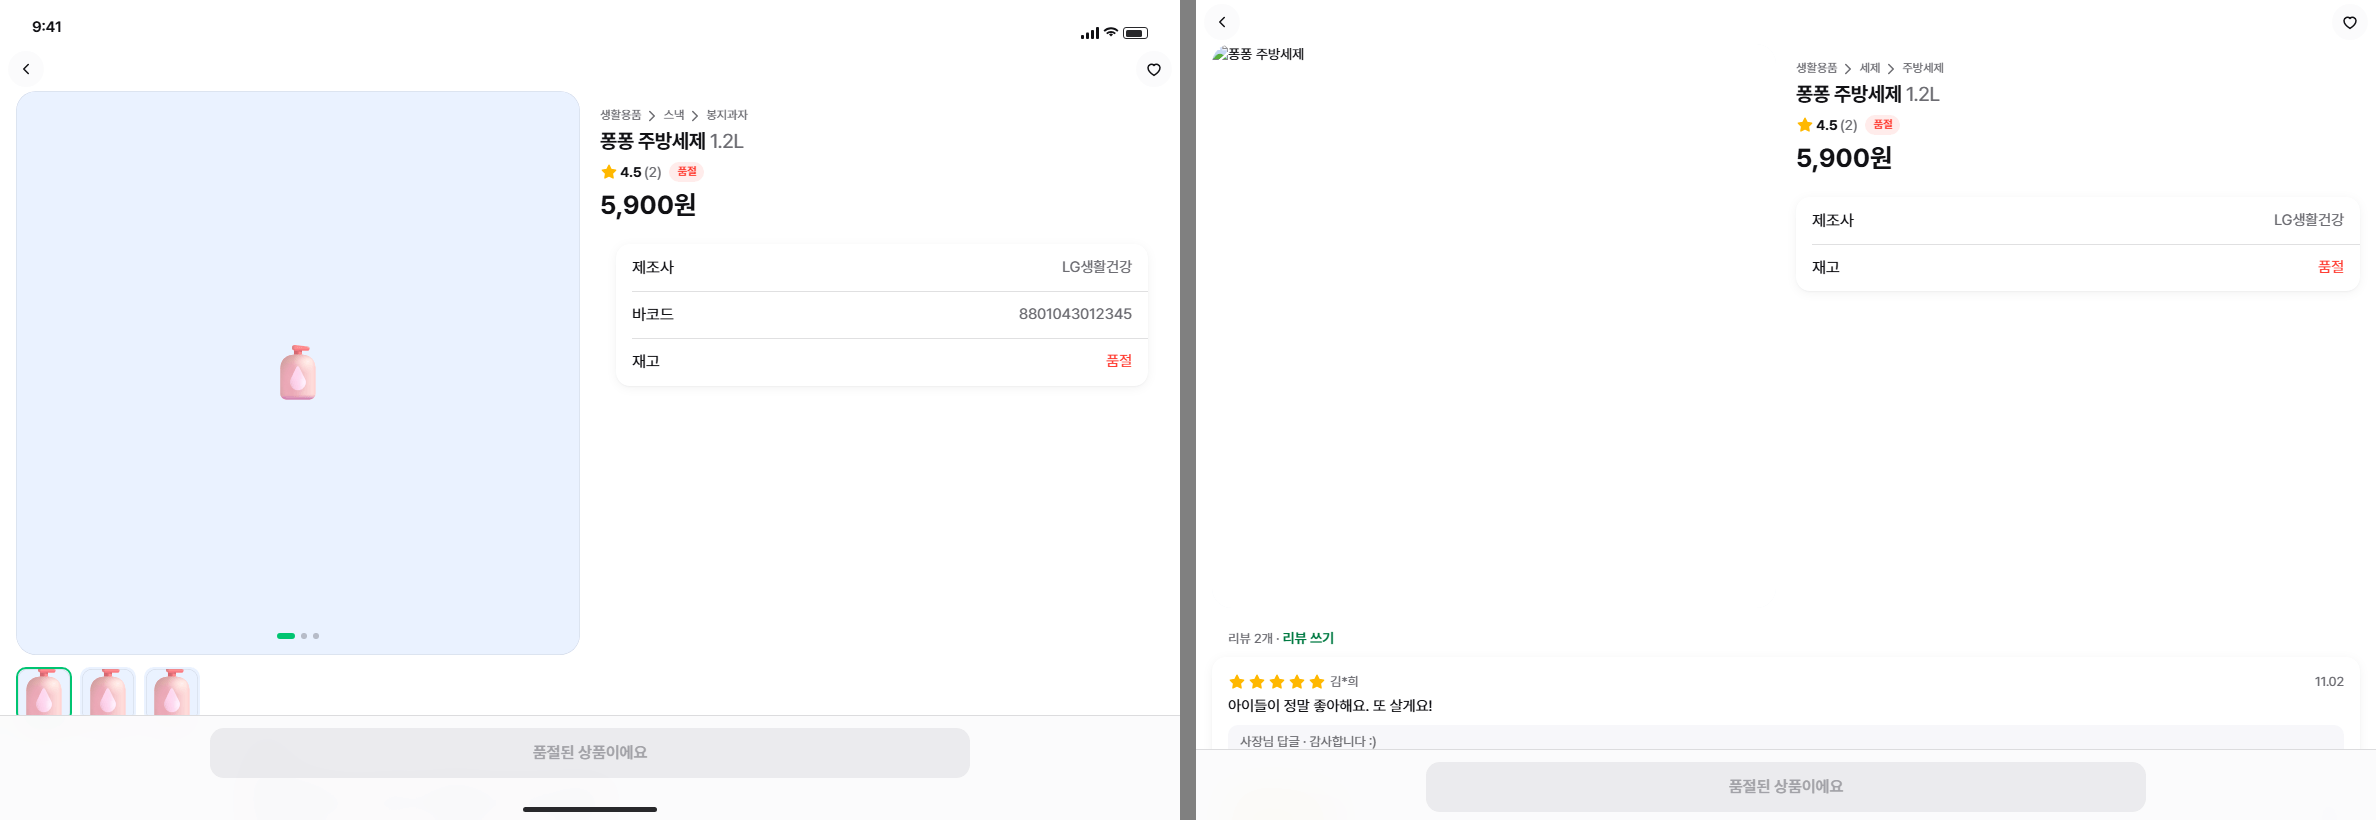 9:41
생활용품 > 스낵 > 봉지과자
퐁퐁 주방세제 1.2L
4.5 (2) 품절
5,900원
제조사 LG생활건강
바코드 8801043012345
재고 품절
품절된 상품이에요
퐁퐁 주방세제
생활용품 > 세제 > 주방세제
퐁퐁 주방세제 1.2L
4.5 (2) 품절
5,900원
제조사 LG생활건강
재고 품절
리뷰 2개 · 리뷰 쓰기
김*희 11.02
아이들이 정말 좋아해요. 또 살게요!
사장님 답글 · 감사합니다 :)
품절된 상품이에요